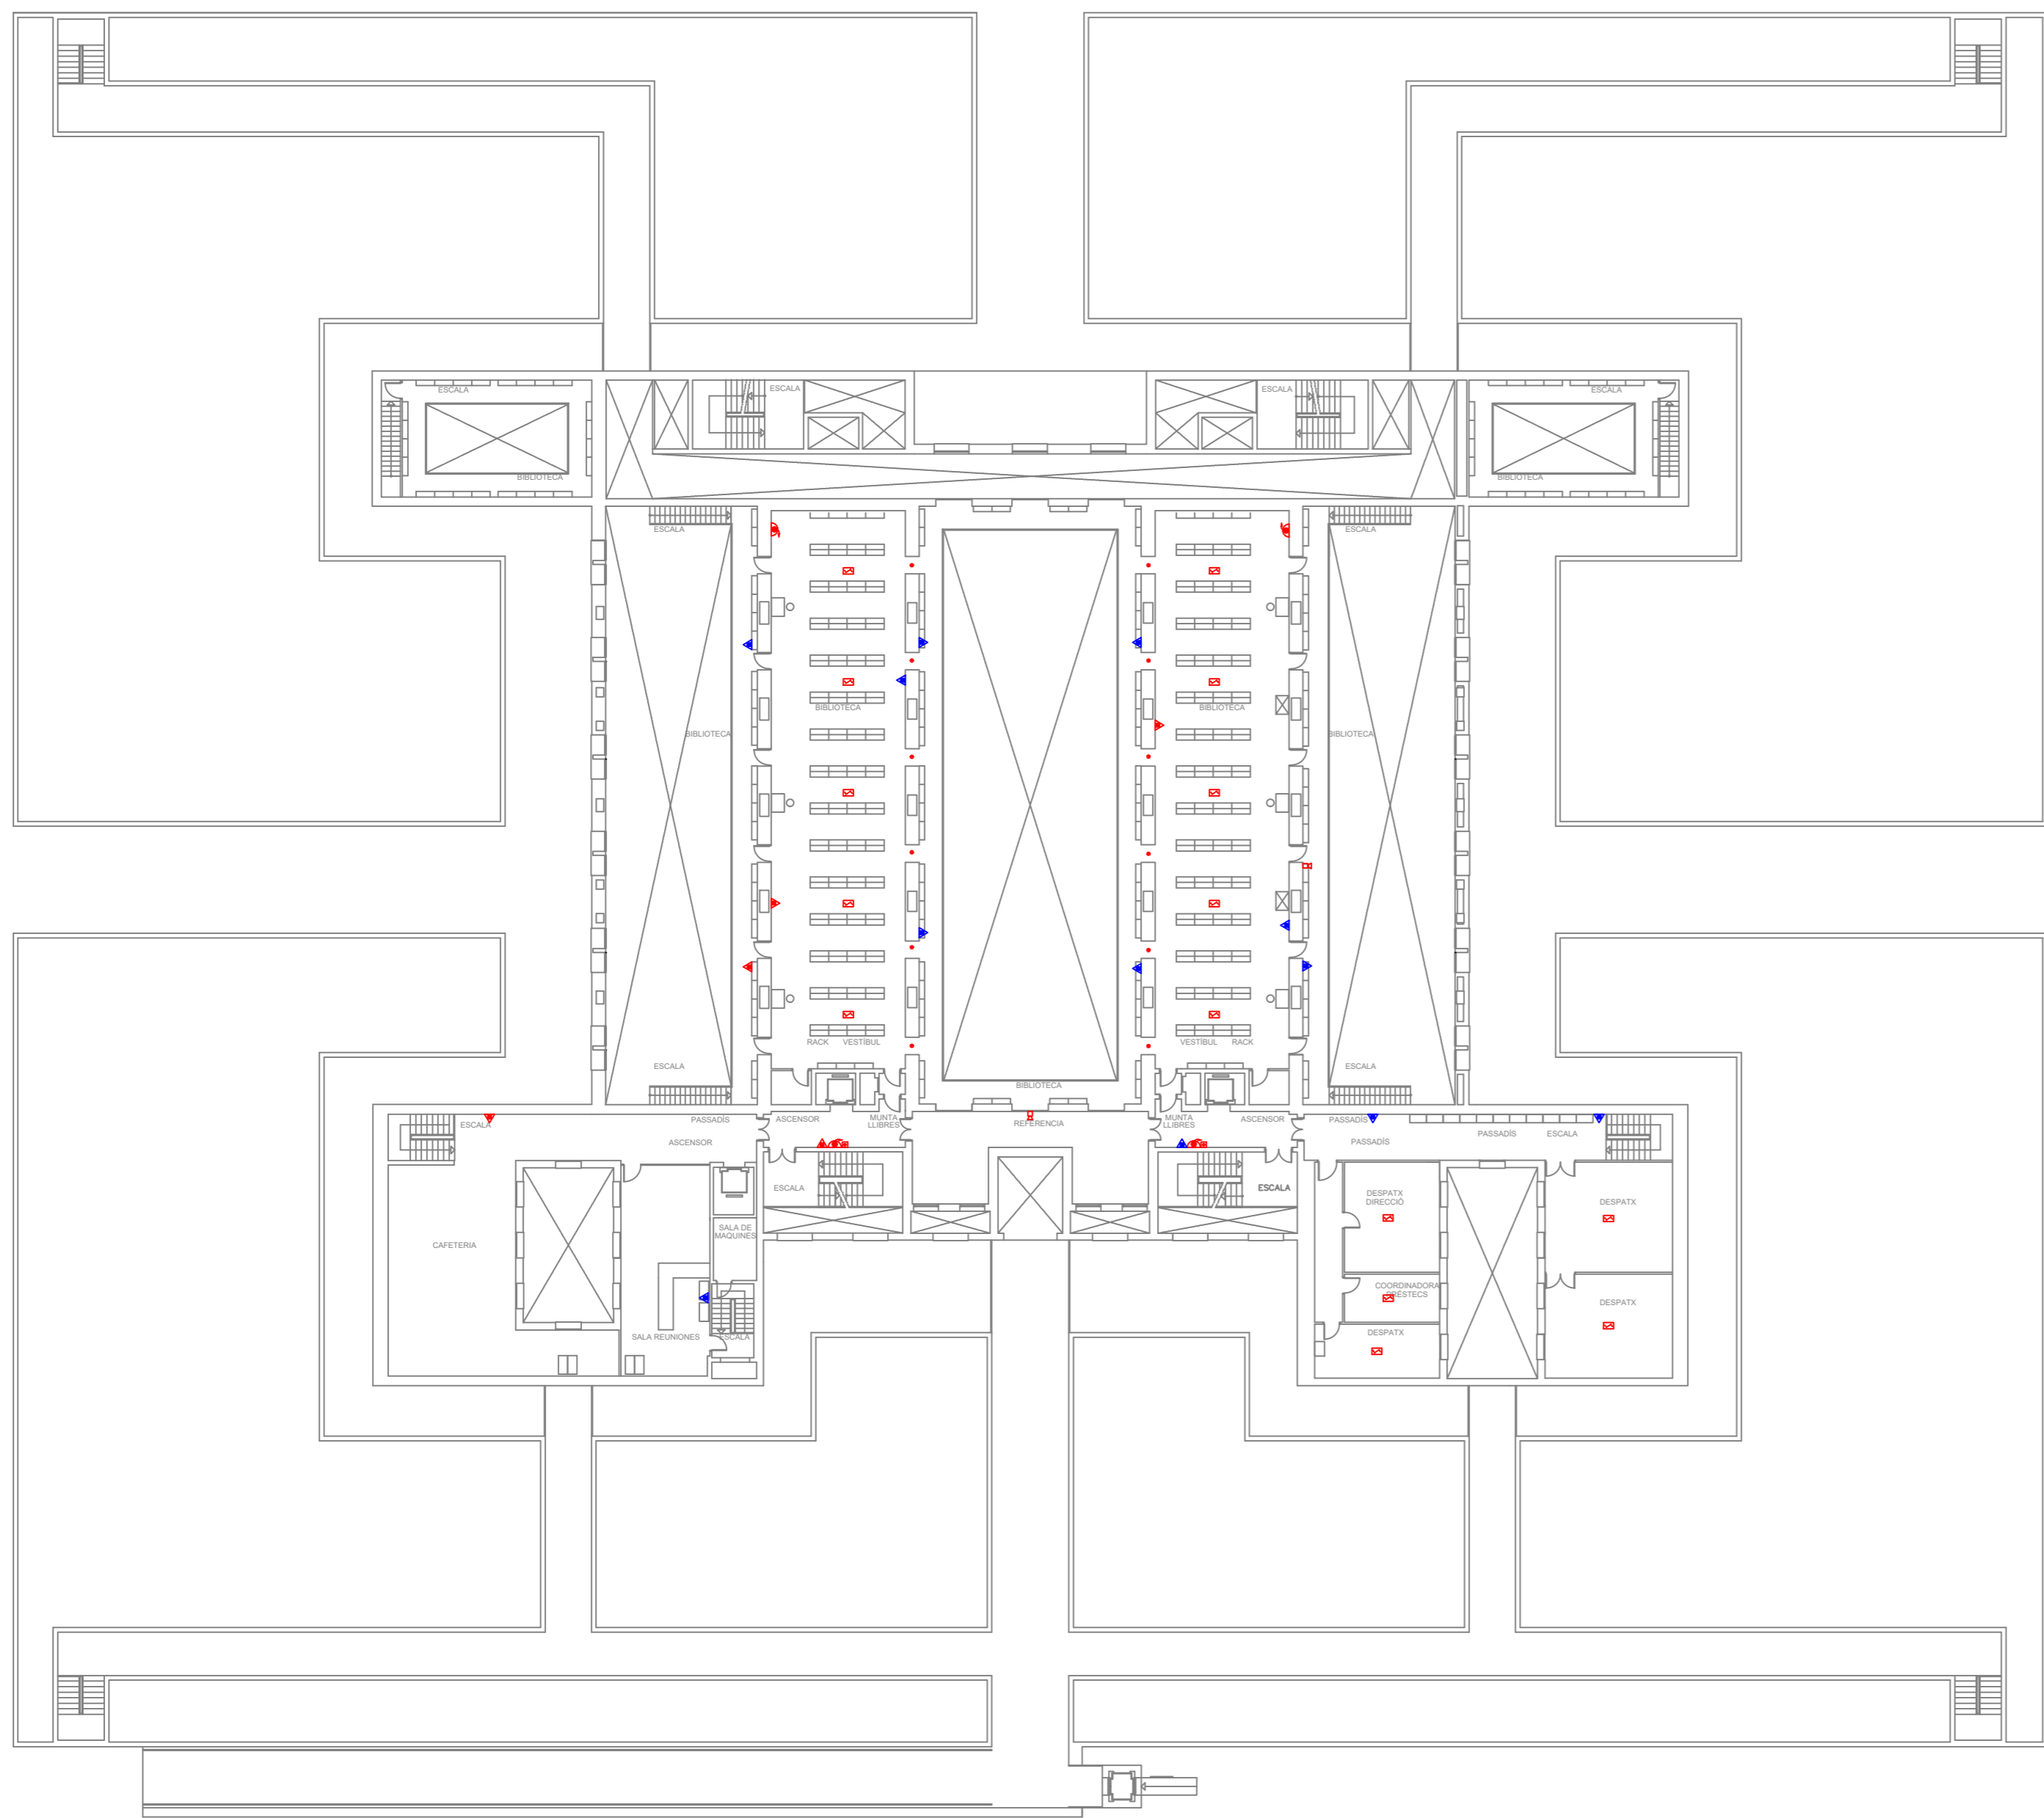 ESCALA
ESCALA
ESCALA
ESCALA
BIBLIOTECA
BIBLIOTECA
ESCALA
ESCALA
BIBLIOTECA
BIBLIOTECA
BIBLIOTECA
BIBLIOTECA
RACK
VESTÍBUL
VESTÍBUL
RACK
ESCALA
ESCALA
BIBLIOTECA
ESCALA
PASSADÍS
ASCENSOR
MUNTA
LLIBRES
REFERENCIA
MUNTA
LLIBRES
ASCENSOR
PASSADÍS
PASSADÍS
ESCALA
ASCENSOR
PASSADÍS
ESCALA
ESCALA
DESPATX
DIRECCIÓ
DESPATX
SALA DE
MAQUINES
CAFETERIA
COORDINADORA
PRÉSTECS
DESPATX
SALA REUNIONES
ESCALA
DESPATX